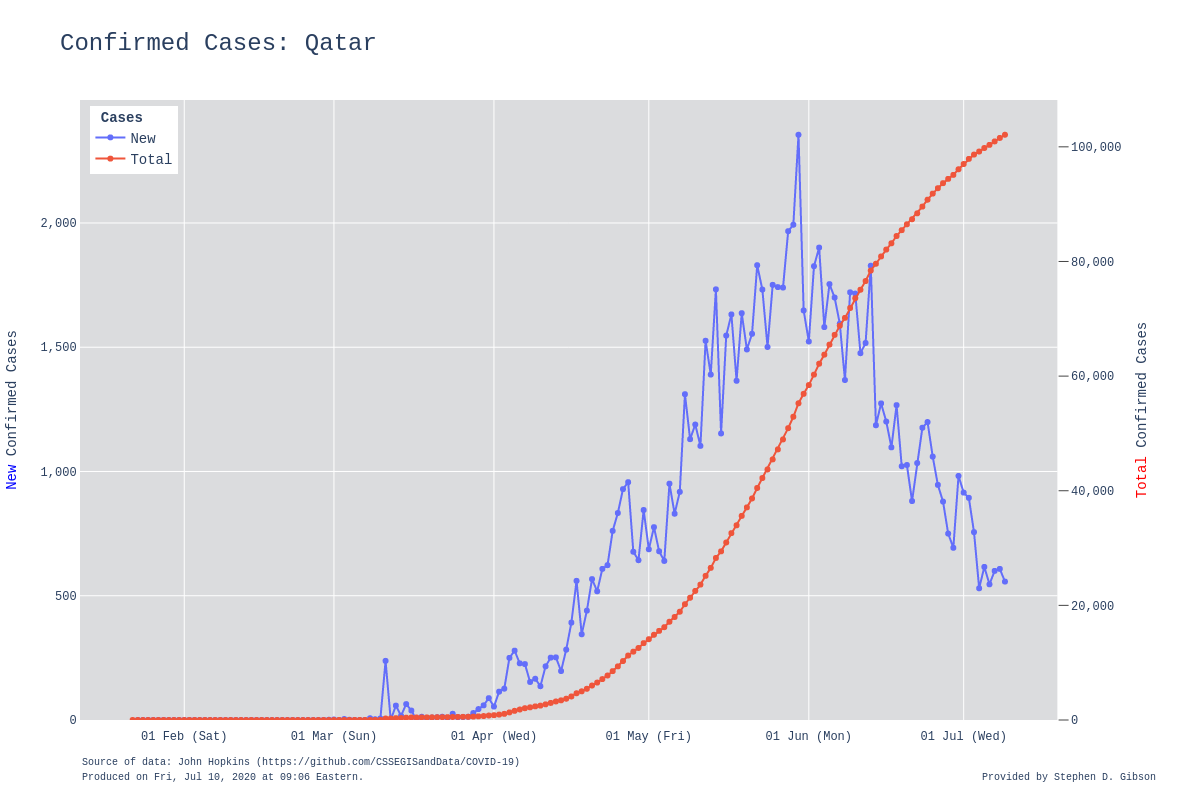 Confirmed Cases: Qatar
Cases
New
Total
2,000
1,500
1,000
500
0
100,000
80,000
60,000
40,000
20,000
0
New Confirmed Cases
Total Confirmed Cases
01 Feb (Sat)
01 Mar (Sun)
01 Apr (Wed)
01 May (Fri)
01 Jun (Mon)
01 Jul (Wed)
Source of data: John Hopkins (https://github.com/CSSEGISandData/COVID-19)
Produced on Fri, Jul 10, 2020 at 09:06 Eastern.
Provided by Stephen D. Gibson